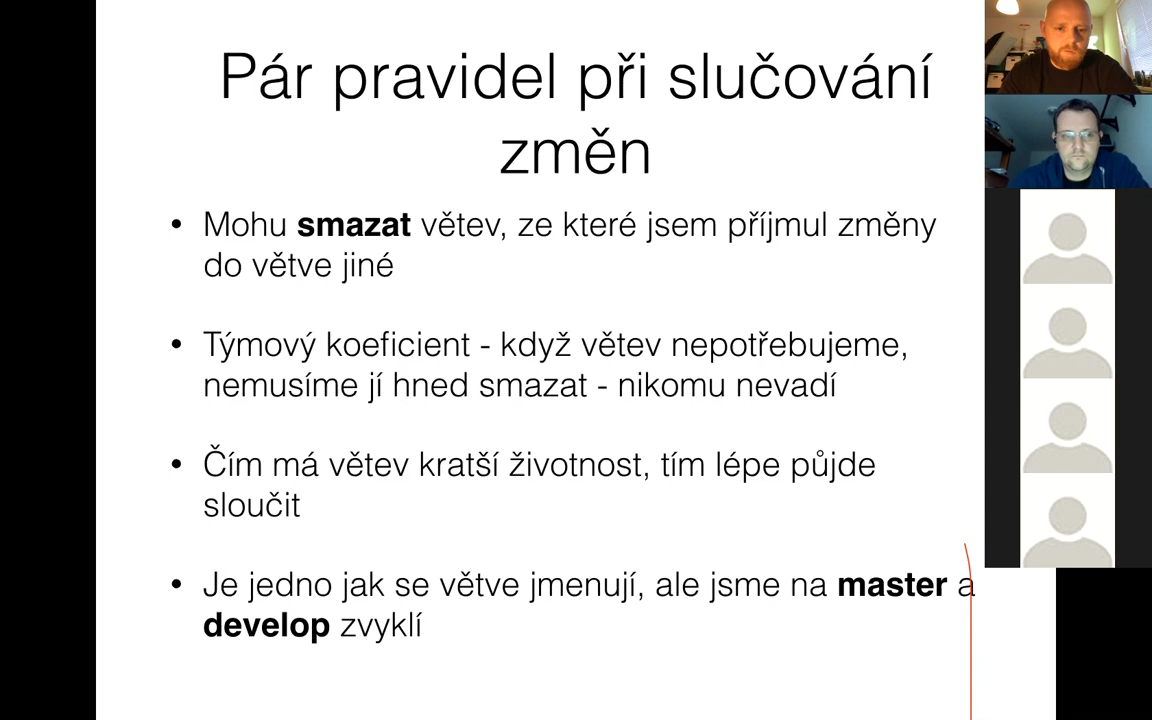 Pár pravidel při slučování
změn
• Mohu smazat větev, ze které jsem příjmul změny
do větve jiné
• Týmový koeficient - když větev nepotřebujeme,
nemusíme jí hned smazat - nikomu nevadí
• Čím má větev kratší životnost, tím lépe půjde
sloučit
• Je jedno jak se větve jmenují, ale jsme na master a
develop zvyklí